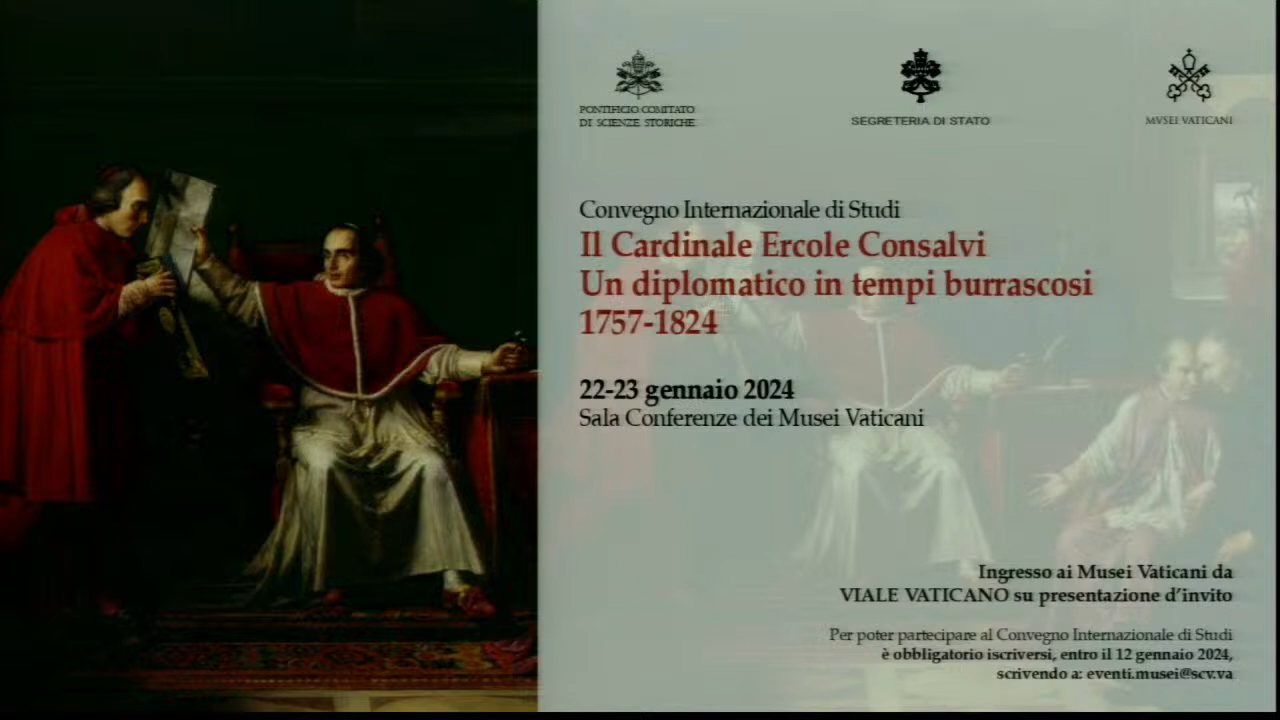 PONTIFICIO COMITATO
DI SCIENZE STORICHE
SEGRETERIA DI STATO
MVSEI VATICANI
Convegno Internazionale di Studi
Il Cardinale Ercole Consalvi
Un diplomatico in tempi burrascosi
1757-1824
22-23 gennaio 2024
Sala Conferenze dei Musei Vaticani
Ingresso ai Musei Vaticani da
VIALE VATICANO su presentazione d'invito
Per poter partecipare al Convegno Internazionale di Studi
è obbligatorio iscriversi, entro il 12 gennaio 2024,
scrivendo a: eventi.musei@scv.va